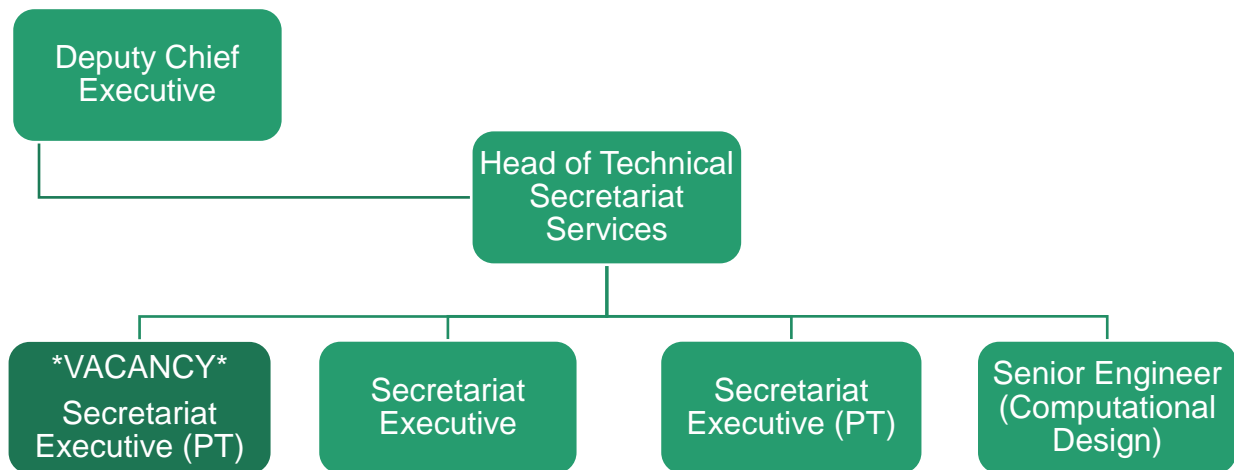 Deputy Chief
Executive
Head of Technical
Secretariat
Services
*VACANCY*
Secretariat
Executive (PT)
Secretariat
Executive
Secretariat
Executive (PT)
Senior Engineer
(Computational
Design)